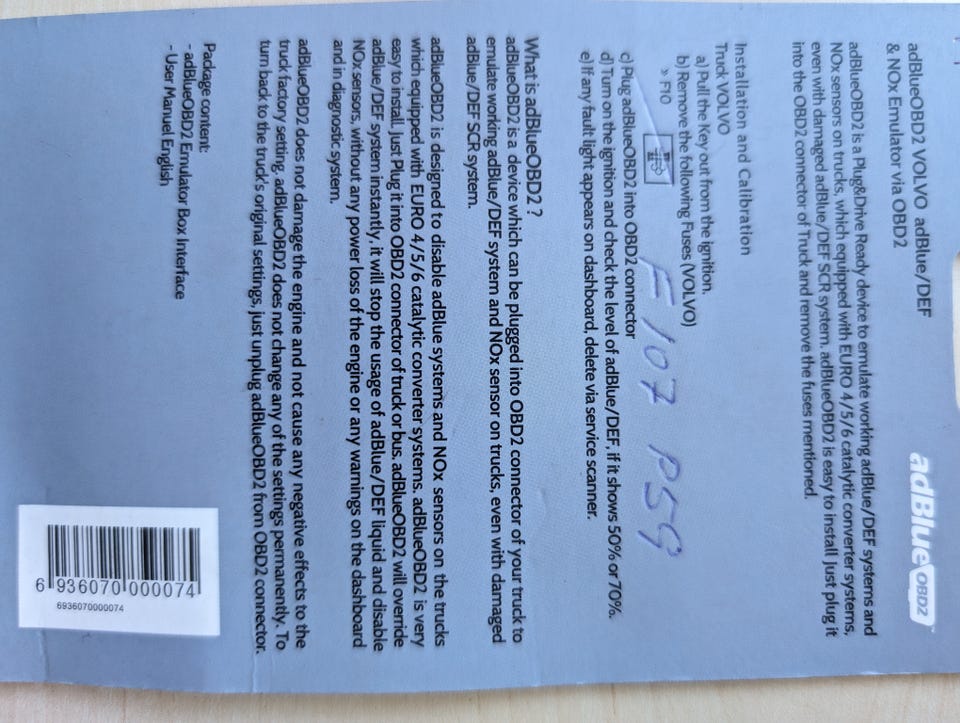 adBlueOBD2 VOLVO adBlue/DEF
& NOx Emulator via OBD2
adBlue OBD2
adBlueOBD2 is a Plug&Drive Ready device to emulate working adBlue/DEF systems and
NOx sensors on trucks, which equipped with EURO 4/5/6 catalytic converter systems,
even with damaged adBlue/DEF SCR system. adBlueOBD2 is easy to install Just plug it
into the OBD2 connector of Truck and remove the fuses mentioned.
Installation and Calibration
Truck VOLVO
a) Pull the Key out from the ignition.
b) Remove the following Fuses (VOLVO)
» F10
F107 P59
c) Plug adBlueOBD2 into OBD2 connector
d) Turn on the ignition and check the level of adBlue/DEF, if it shows 50% or 70%.
e) If any fault light appears on dashboard, delete via service scanner.
What is adBlueOBD2 ?
adBlueOBD2 is a device which can be plugged into OBD2 connector of your truck to
emulate working adBlue/DEF system and NOx sensor on trucks, even with damaged
adBlue/DEF SCR system.
adBlueOBD2 is designed to disable adBlue systems and NOx sensors on the trucks
which equipped with EURO 4/5/6 catalytic converter systems. adBlueOBD2 is very
easy to install, just Plug it into OBD2 connector of truck or bus. adBlueOBD2 will override
adBlue/DEF system instantly, it will stop the usage of adBlue/DEF liquid and disable
NOx sensors, without any power loss of the engine or any warnings on the dashboard
and in diagnostic system.
adBlueOBD2 does not damage the engine and not cause any negative effects to the
truck factory setting. adBlueOBD2 does not change any of the settings permanently. To
turn back to the truck's original settings, just unplug adBlueOBD2 from OBD2 connector.
Package content:
- adBlueOBD2 Emulator Box Interface
- User Manuel English
6 936070 000074
6936070000074